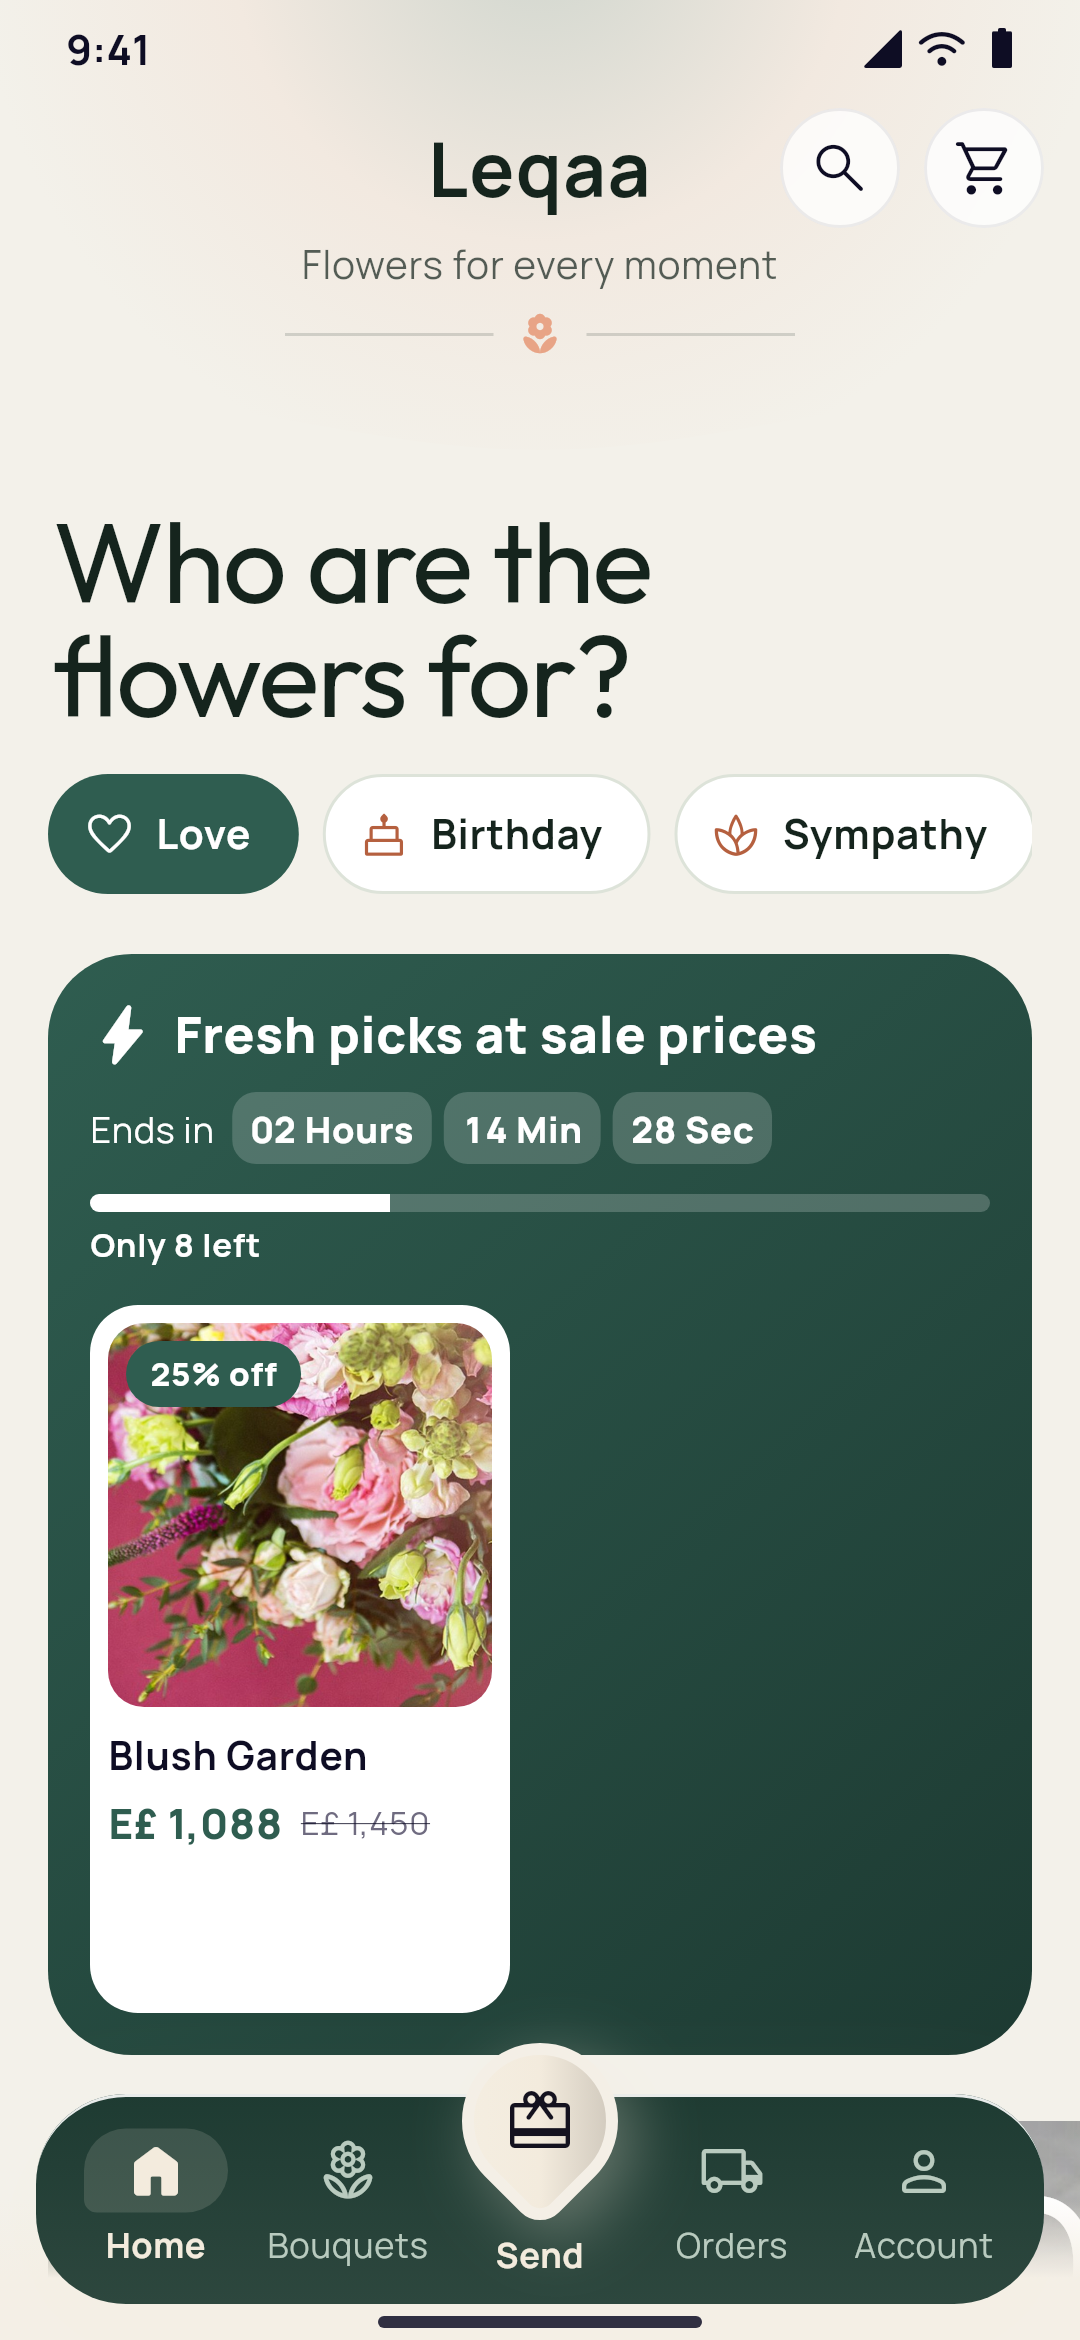 9:41
Leqaa
Flowers for every moment
Who are the
flowers for?
Love
Birthday
Sympathy
Fresh picks at sale prices
Ends in 02 Hours 14 Min 28 Sec
Only 8 left
25% off
Blush Garden
E£ 1,088 E£ 1,450
Home
Bouquets
Send
Orders
Account